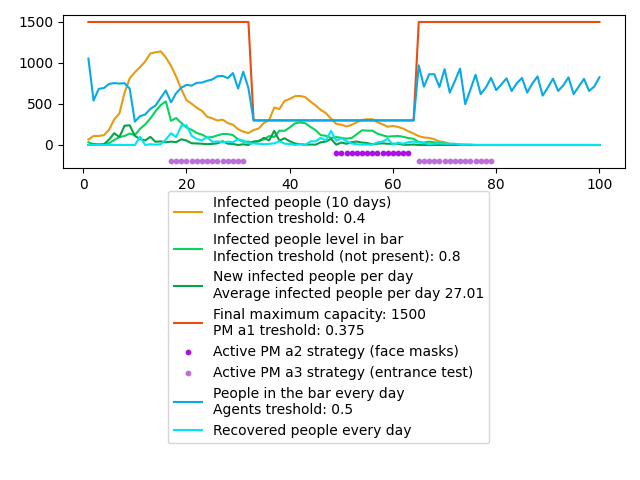 1500
1000
500
0
0 20 40 60 80 100
Infected people (10 days)
Infection treshold: 0.4
Infected people level in bar
Infection treshold (not present): 0.8
New infected people per day
Average infected people per day 27.01
Final maximum capacity: 1500
PM a1 treshold: 0.375
Active PM a2 strategy (face masks)
Active PM a3 strategy (entrance test)
People in the bar every day
Agents treshold: 0.5
Recovered people every day